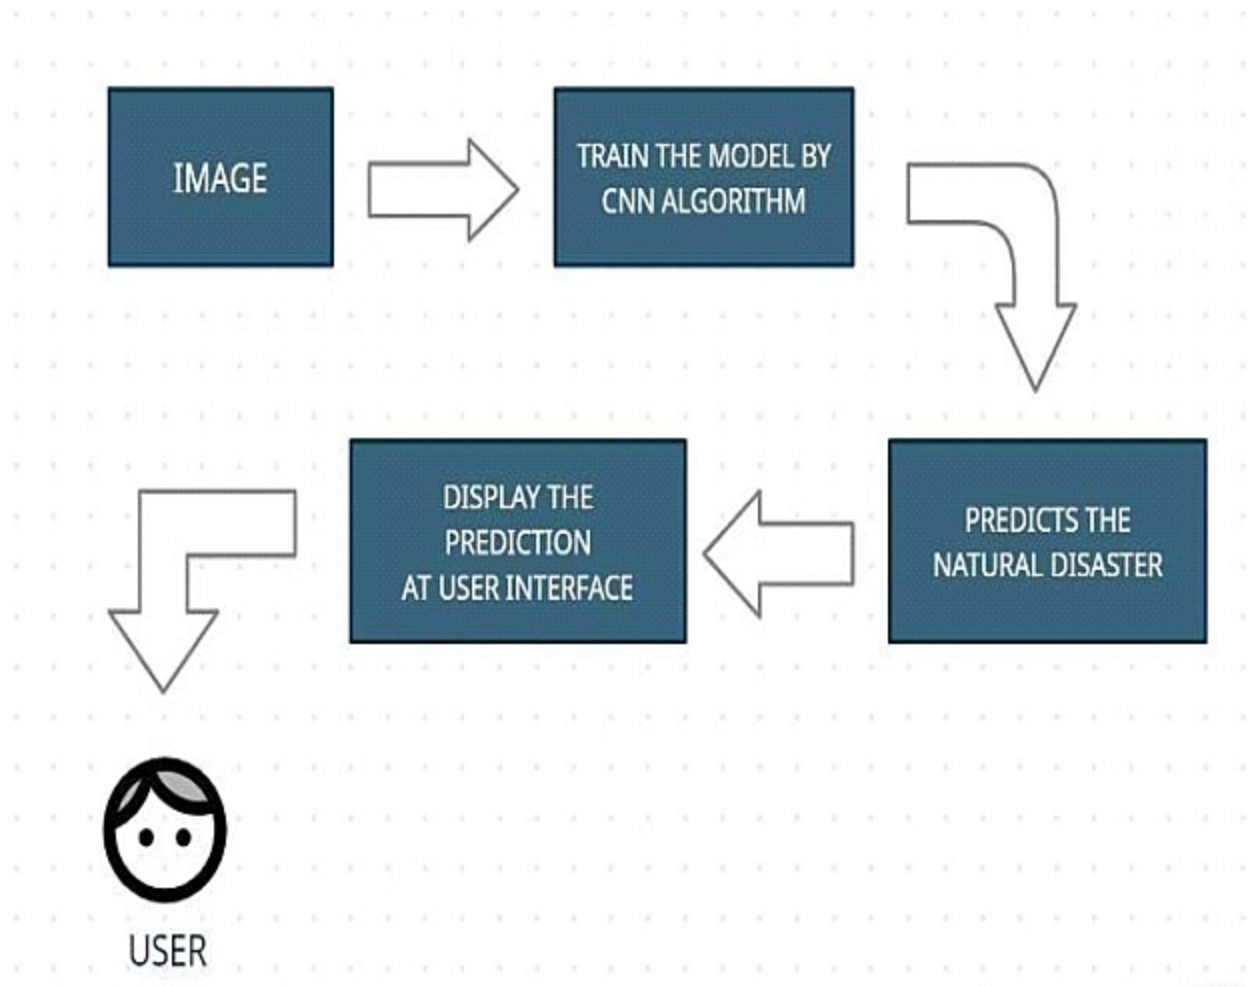 IMAGE
TRAIN THE MODEL BY
CNN ALGORITHM
PREDICTS THE
NATURAL DISASTER
DISPLAY THE
PREDICTION
AT USER INTERFACE
USER